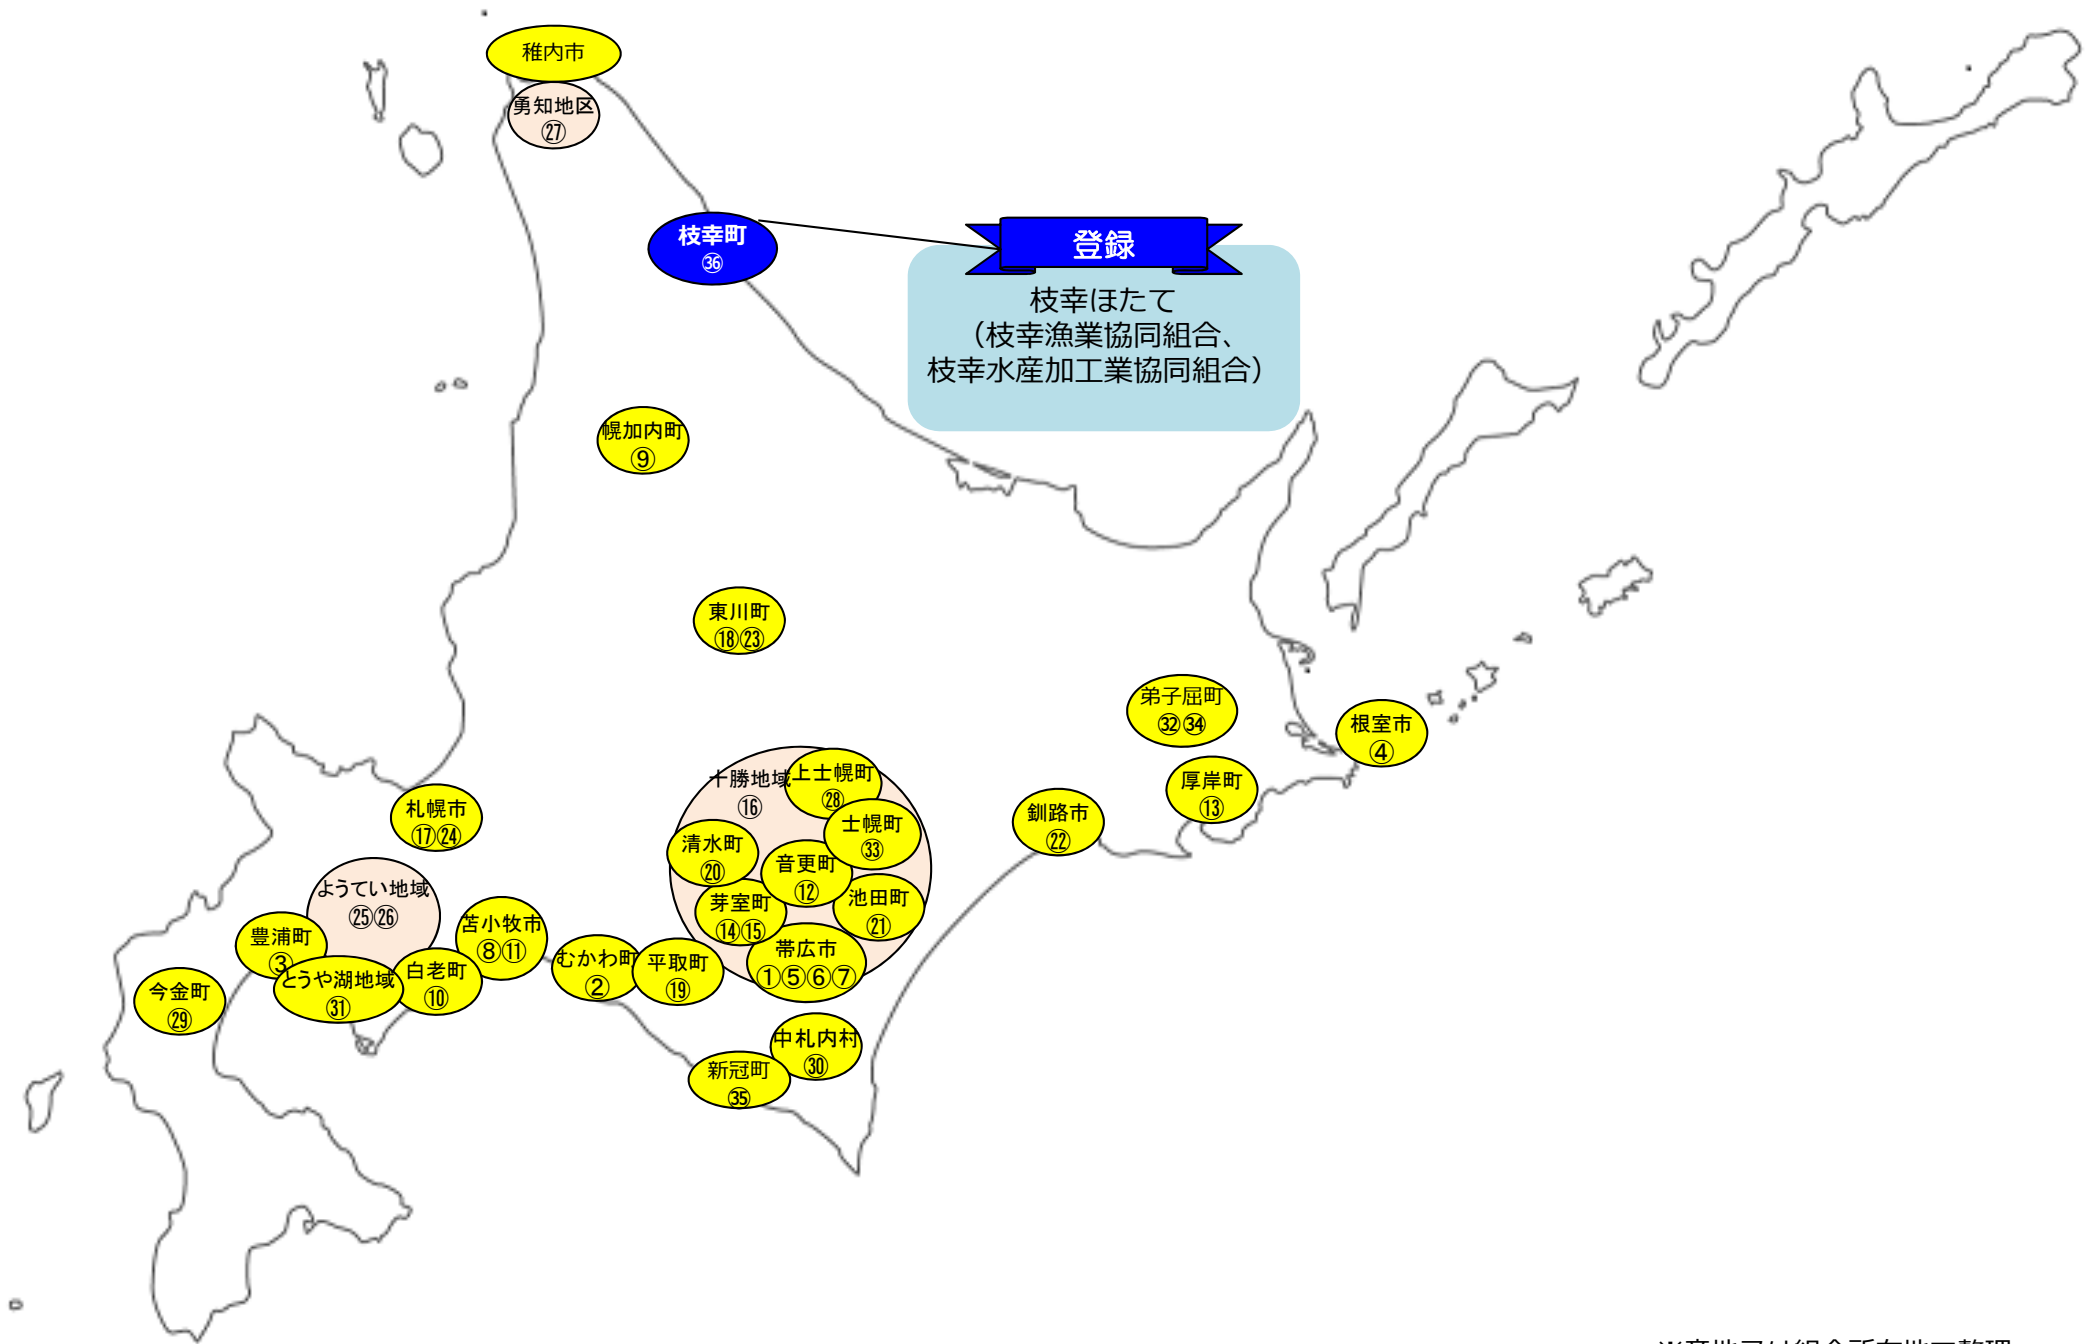 稚内市
勇知地区
㉗
枝幸町
㊱
登録
枝幸ほたて
（枝幸漁業協同組合、
枝幸水産加工業協同組合）
幌加内町
⑨
東川町
⑱㉓
弟子屈町
㉜㉞
根室市
④
厚岸町
⑬
釧路市
㉒
十勝地域
⑯
上士幌町
㉘
士幌町
㉝
清水町
⑳
音更町
⑫
芽室町
⑭⑮
池田町
㉑
帯広市
①⑤⑥⑦
札幌市
⑰㉔
ようてい地域
㉕㉖
豊浦町
③
とうや湖地域
㉛
白老町
⑩
苫小牧市
⑧⑪
むかわ町
②
平取町
⑲
今金町
㉙
中札内村
㉚
新冠町
㉟